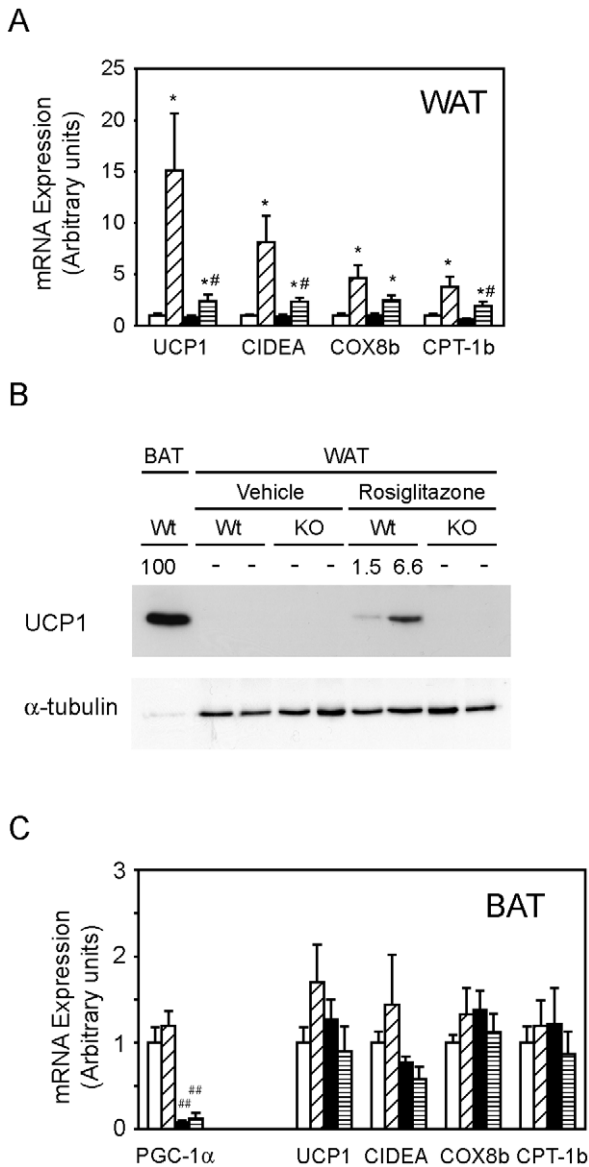 A
25
20
15
10
5
0
mRNA Expression
(Arbitrary units)
WAT
* *# * *# * * * *#
UCP1 CIDEA COX8b CPT-1b
B
BAT WAT
Vehicle Rosiglitazone
Wt Wt KO Wt KO
100 - - - - 1.5 6.6 - -
UCP1
α-tubulin
C
3
2
1
0
mRNA Expression
(Arbitrary units)
BAT
## ##
PGC-1α UCP1 CIDEA COX8b CPT-1b